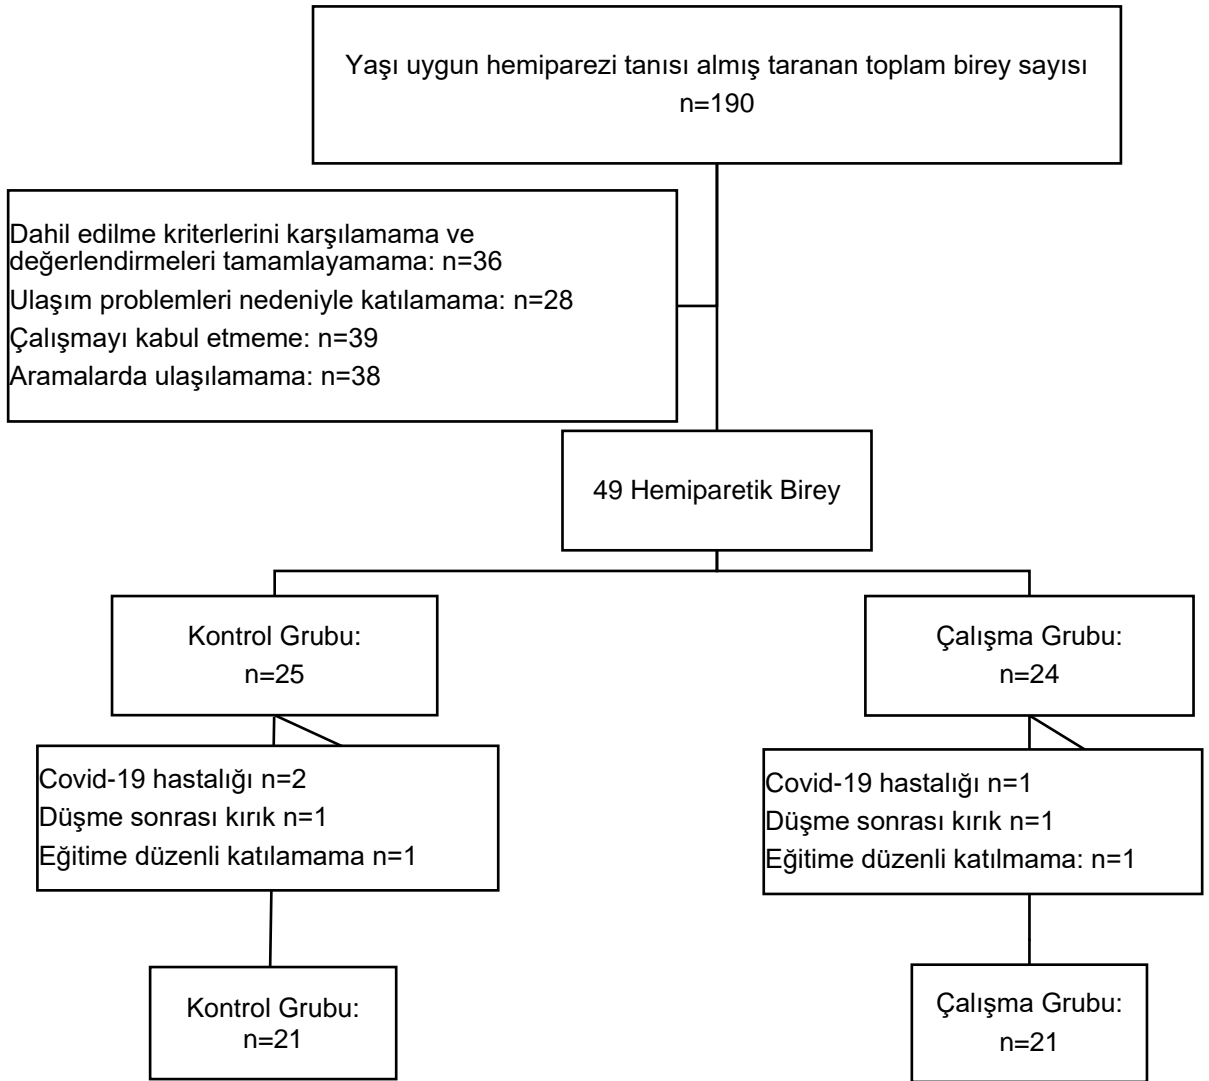 Yaşı uygun hemiparezi tanısı almış taranan toplam birey sayısı
n=190
Dahil edilme kriterlerini karşılamama ve
değerlendirmeleri tamamlayamama: n=36
Ulaşım problemleri nedeniyle katılamama: n=28
Çalışmayı kabul etmeme: n=39
Aramalarda ulaşılamama: n=38
49 Hemiparetik Birey
Kontrol Grubu:
n=25
Çalışma Grubu:
n=24
Covid-19 hastalığı n=2
Düşme sonrası kırık n=1
Eğitime düzenli katılamama n=1
Covid-19 hastalığı n=1
Düşme sonrası kırık n=1
Eğitime düzenli katılmama: n=1
Kontrol Grubu:
n=21
Çalışma Grubu:
n=21